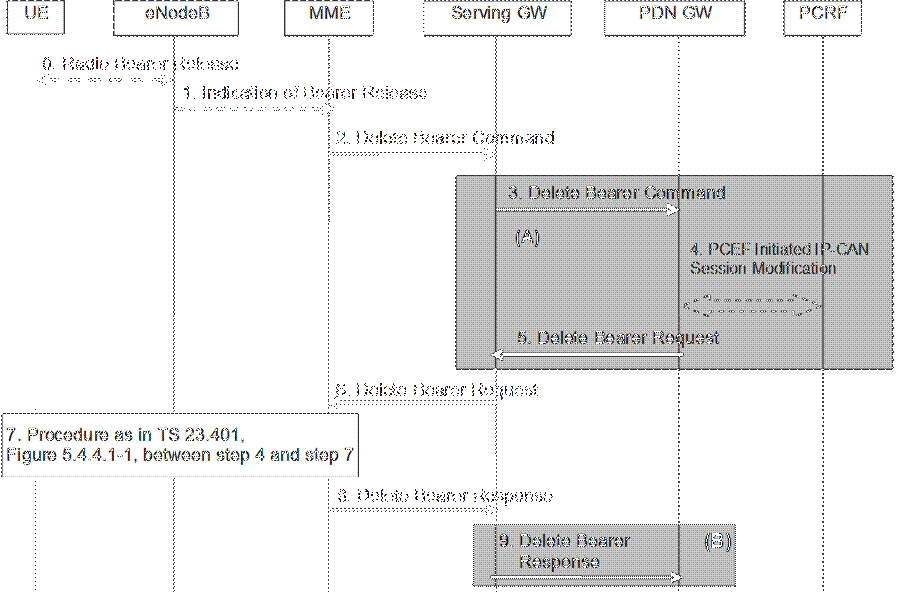 UE
eNodeB
MME
Serving GW
PDN GW
PCRF
0. Radio Bearer Release
1. Indication of Bearer Release
2. Delete Bearer Command
3. Delete Bearer Command
(A)
4. PCEF Initiated IP-CAN
Session Modification
5. Delete Bearer Request
6. Delete Bearer Request
7. Procedure as in TS 23.401,
Figure 5.4.4.1-1, between step 4 and step 7
8. Delete Bearer Response
9. Delete Bearer
Response
(B)